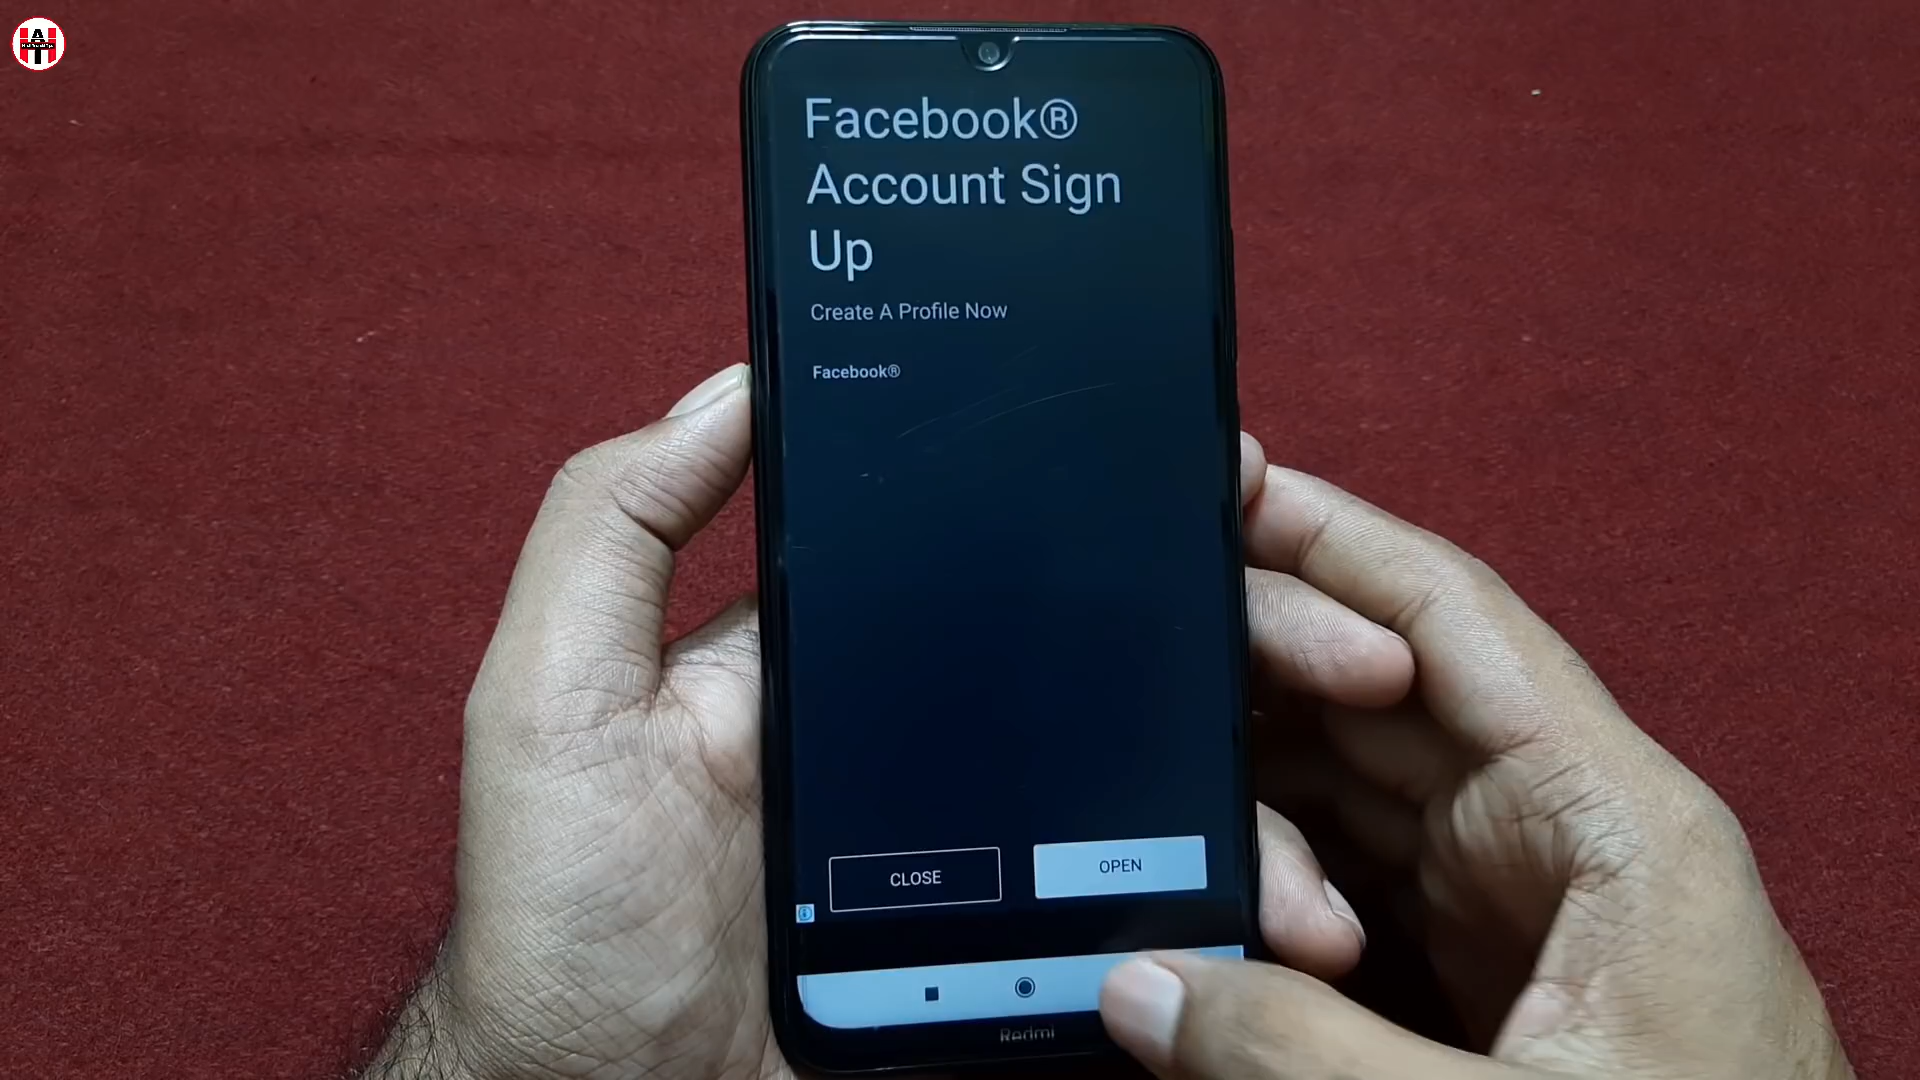 Facebook®
Account Sign
Up
Create A Profile Now
Facebook®
CLOSE
OPEN
Redmi